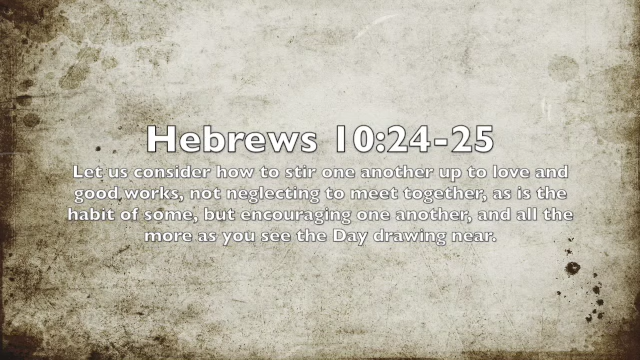 Hebrews 10:24-25
Let us consider how to stir one another up to love and
good works, not neglecting to meet together, as is the
habit of some, but encouraging one another, and all the
more as you see the Day drawing near.